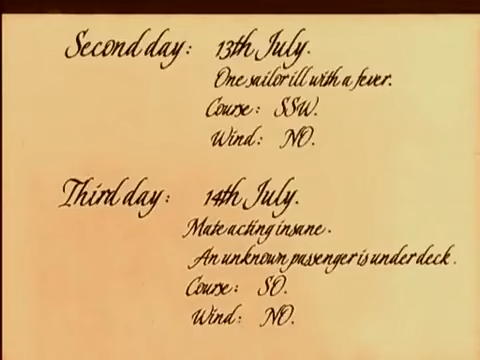 Second day: 13th July.
One sailor ill with a fever.
Course: SSW.
Wind: NO.
Third day: 14th July.
Mate acting insane.
An unknown passenger is under deck.
Course: SO.
Wind: NO.